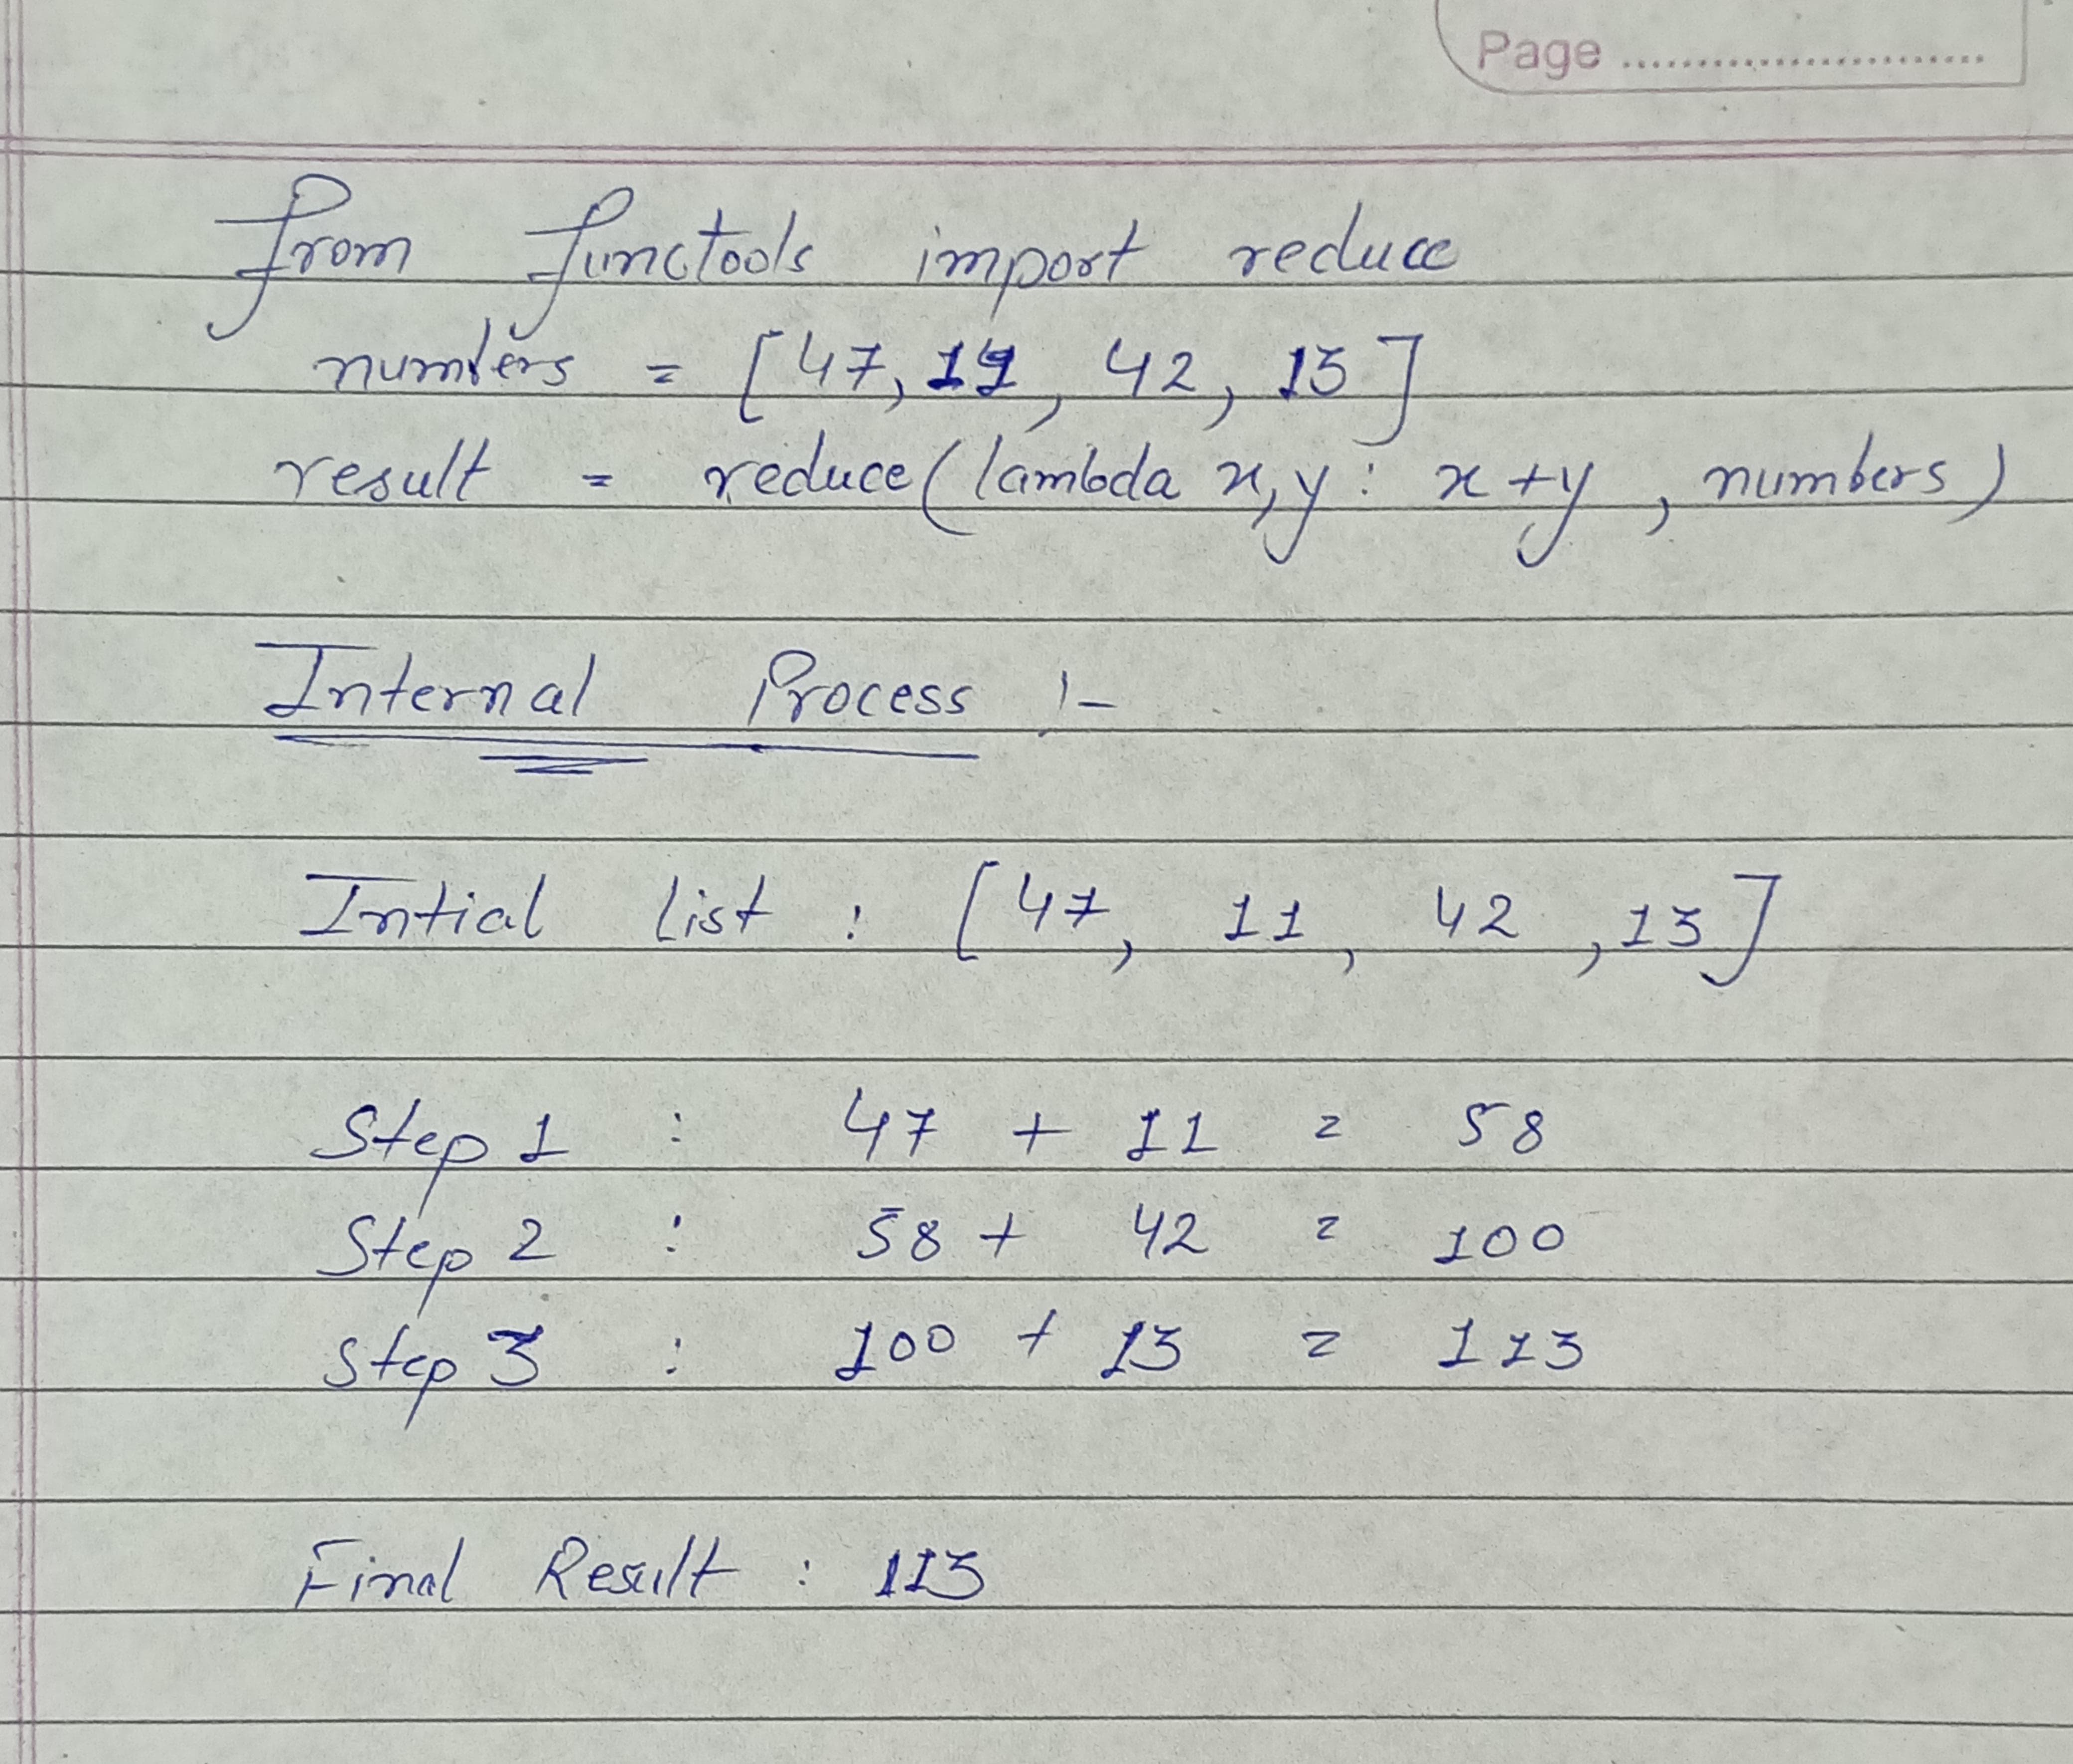 Page ........................
from functools import reduce
numbers = [47, 11, 42, 13]
result = reduce(lambda x,y: x+y, numbers)
Internal Process :-
Intial list : [47, 11, 42, 13]
Step 1 : 47 + 11 = 58
Step 2 : 58 + 42 = 100
Step 3 : 100 + 13 = 113
Final Result : 113